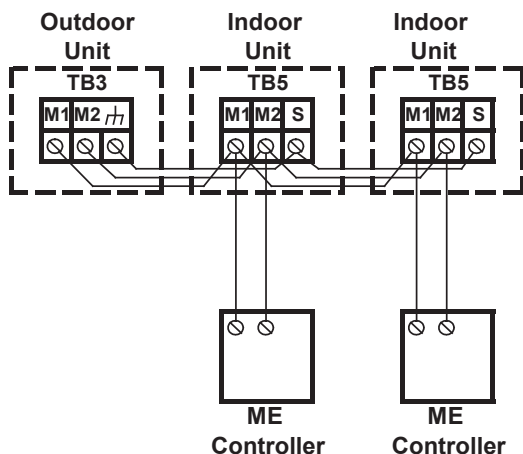 Outdoor Unit
Indoor Unit
Indoor Unit
TB3
TB5
TB5
M1 M2
M1 M2 S
M1 M2 S
ME Controller
ME Controller